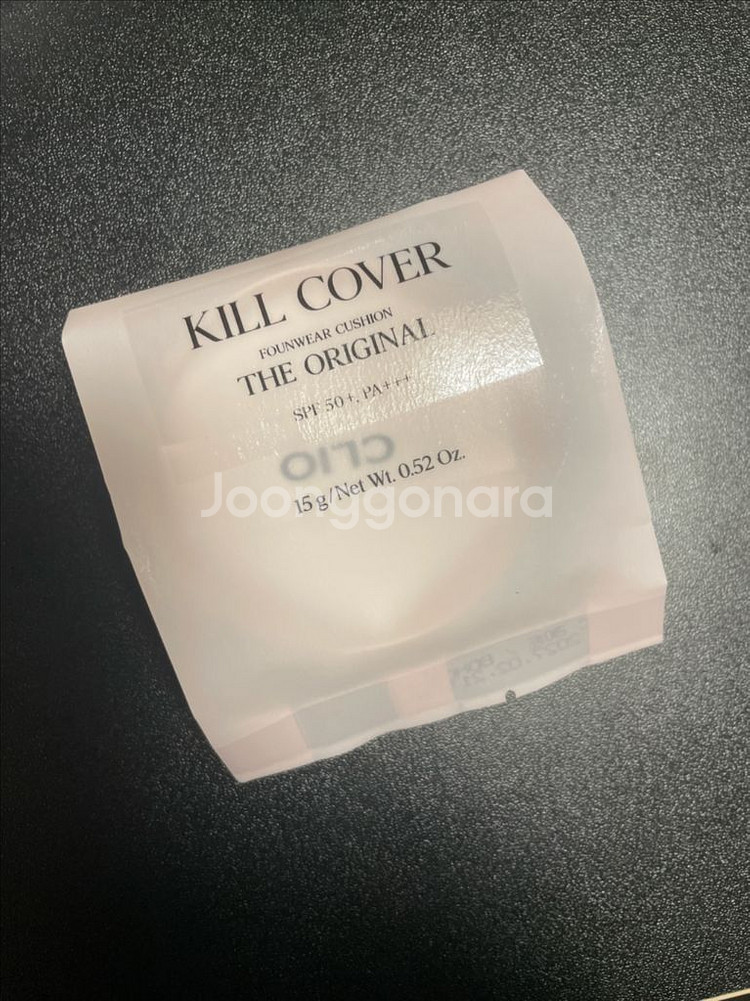 KILL COVER
FOUNWEAR CUSHION
THE ORIGINAL
SPF 50+, PA+++
CLIO
15 g/Net Wt. 0.52 Oz.
Joonggonara